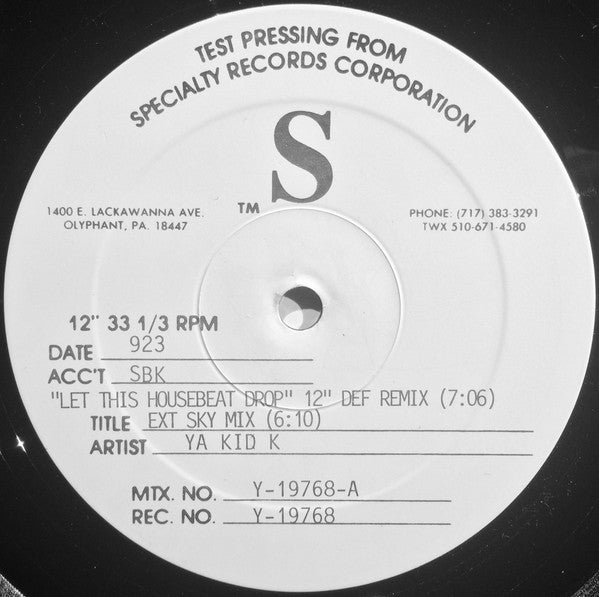 TEST PRESSING FROM
SPECIALTY RECORDS CORPORATION
S
TM
1400 E. LACKAWANNA AVE.
OLYPHANT, PA. 18447
PHONE: (717) 383-3291
TWX 510-671-4580
12" 33 1/3 RPM
DATE 923
ACC'T SBK
"LET THIS HOUSEBEAT DROP" 12" DEF REMIX (7:06)
TITLE EXT SKY MIX (6:10)
ARTIST YA KID K
MTX. NO. Y-19768-A
REC. NO. Y-19768